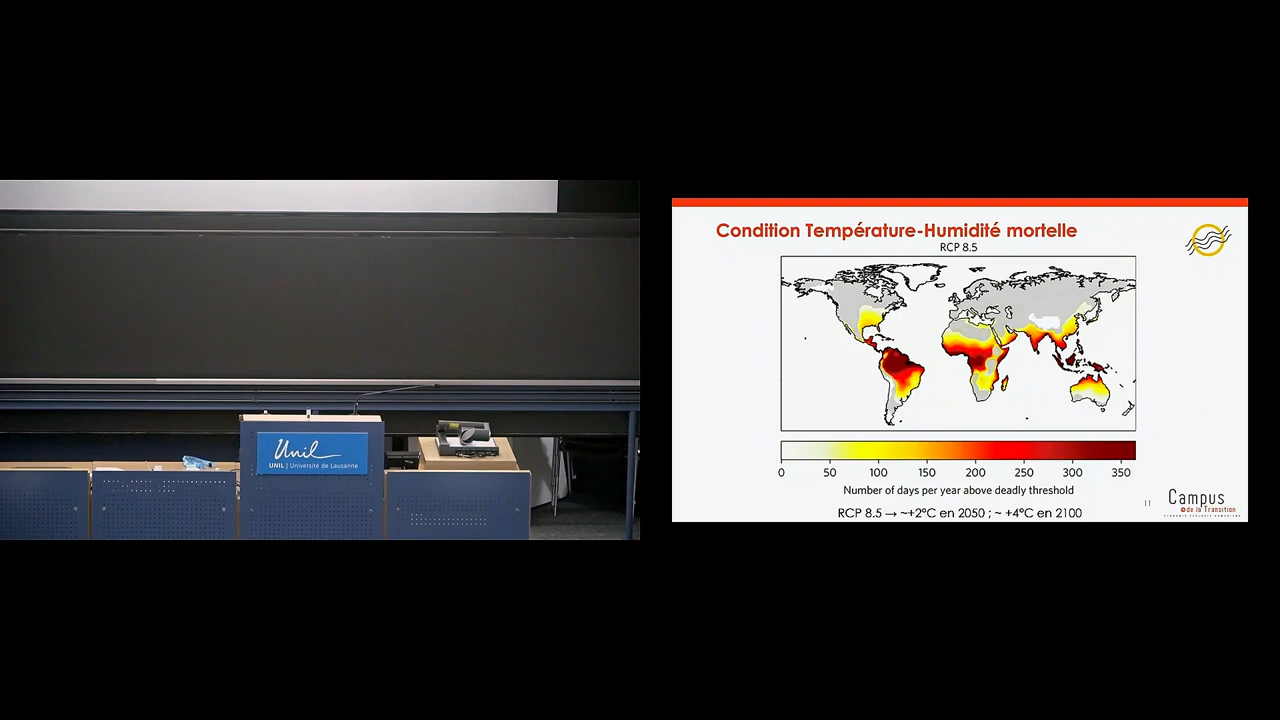 Unil
UNIL | Université de Lausanne
Condition Température-Humidité mortelle
RCP 8.5
0 50 100 150 200 250 300 350
Number of days per year above deadly threshold
RCP 8.5 → ~+2°C en 2050 ; ~ +4°C en 2100
11
Campus
de la Transition